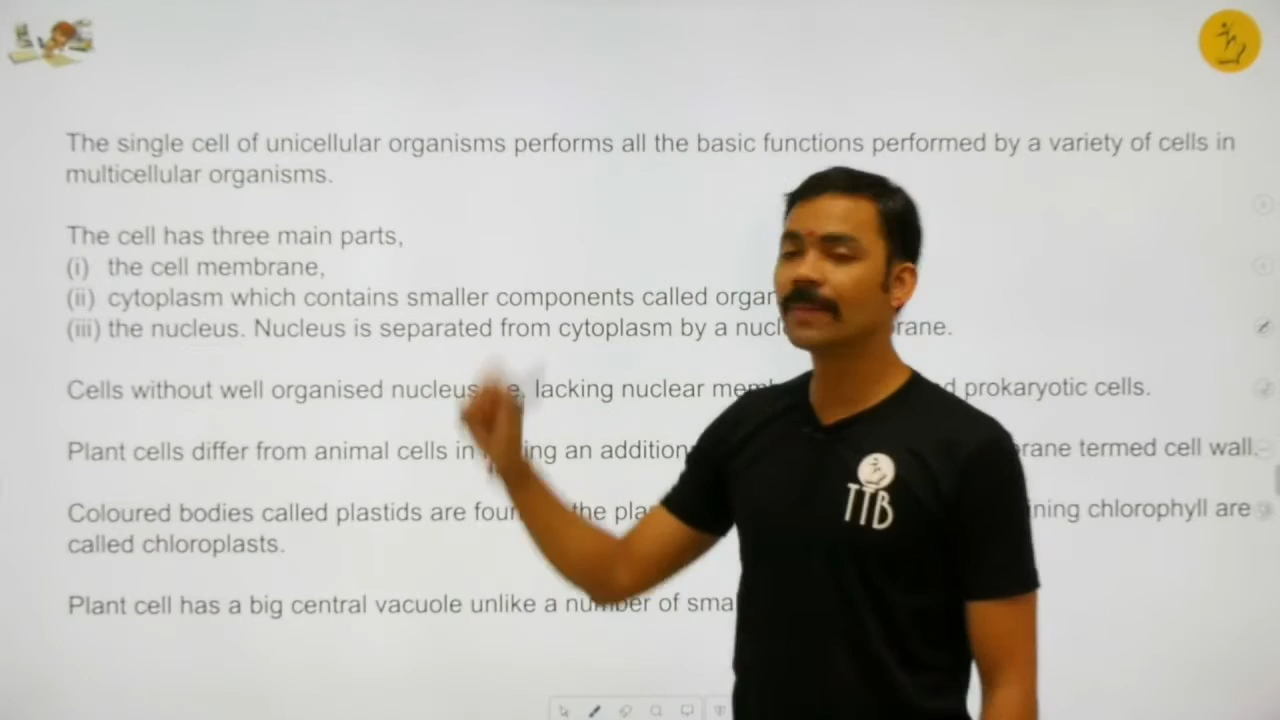 The single cell of unicellular organisms performs all the basic functions performed by a variety of cells in
multicellular organisms.
The cell has three main parts,
(i) the cell membrane,
(ii) cytoplasm which contains smaller components called organ
(iii) the nucleus. Nucleus is separated from cytoplasm by a nucl rane.
Cells without well organised nucleus e, lacking nuclear mem d prokaryotic cells.
Plant cells differ from animal cells in ing an addition rane termed cell wall.
Coloured bodies called plastids are foun the pla ning chlorophyll are
called chloroplasts.
Plant cell has a big central vacuole unlike a number of sma
TTB